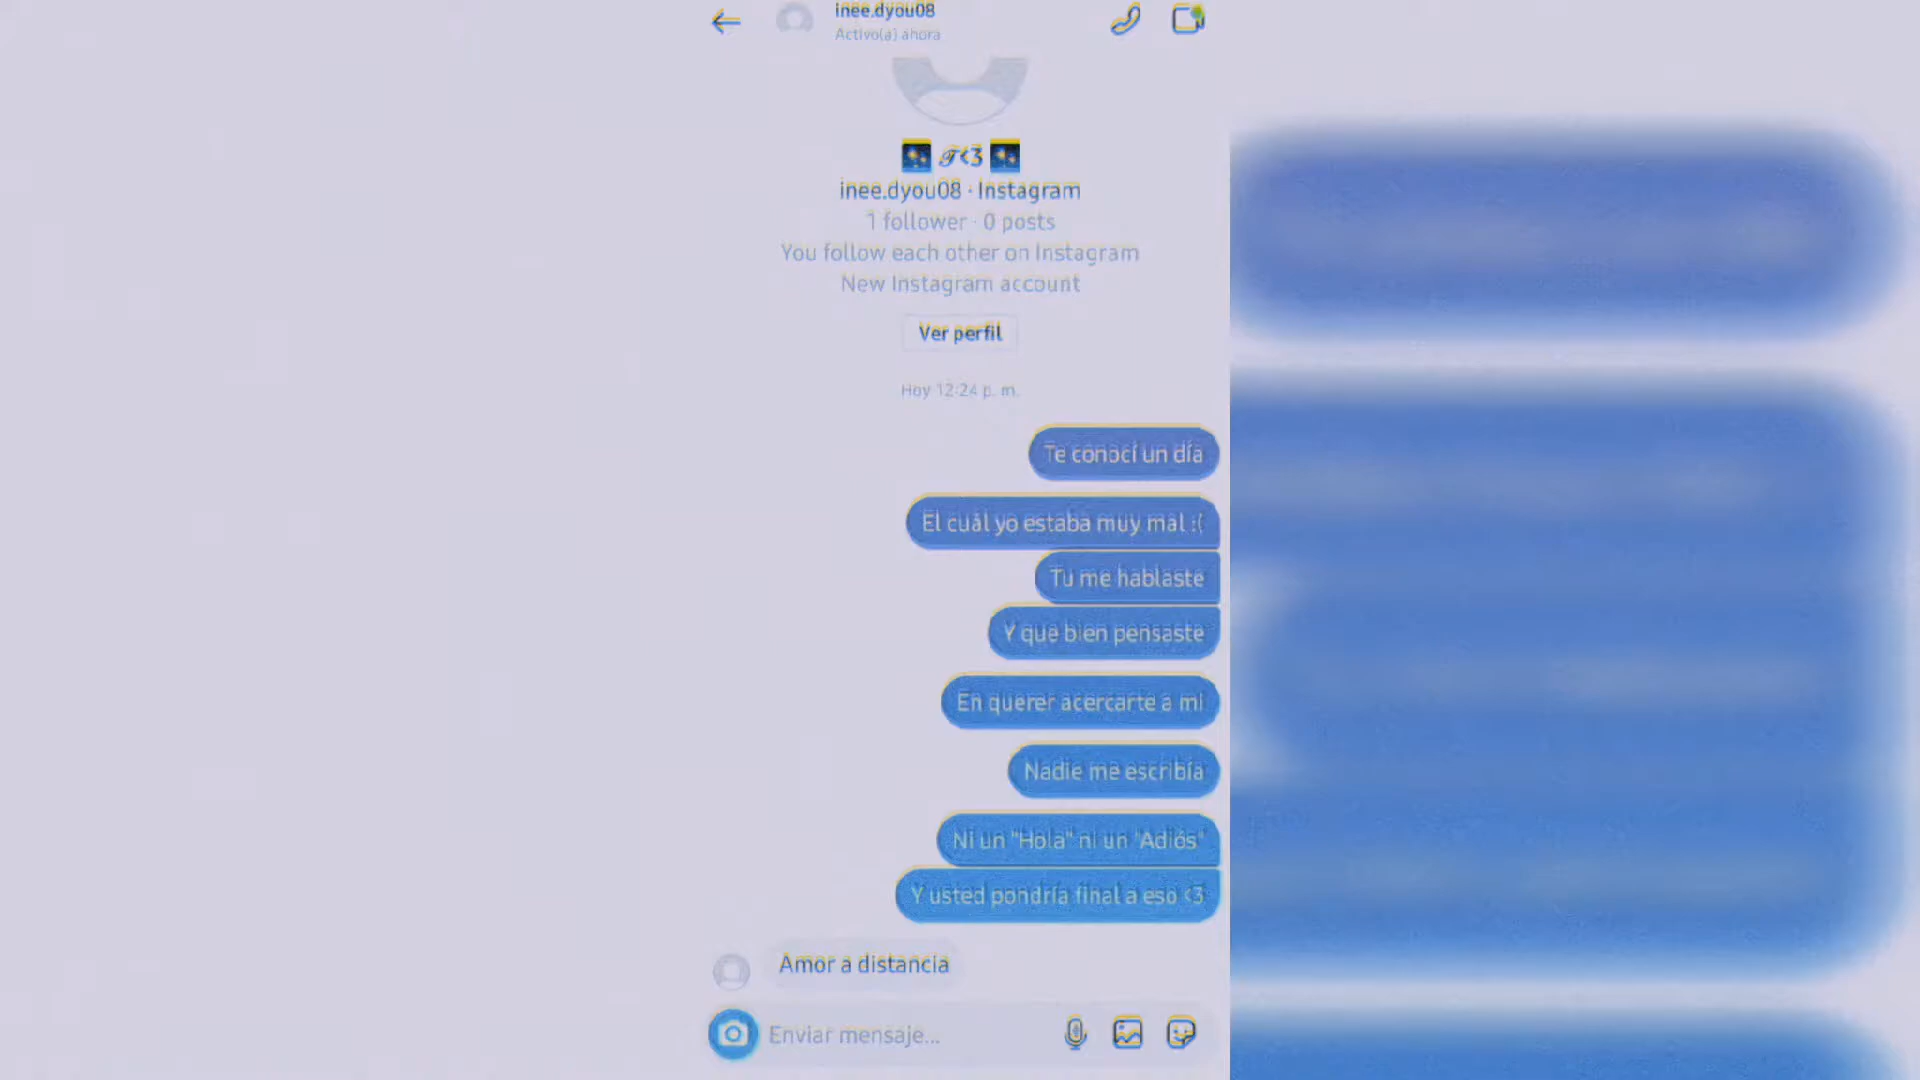 inee.dyou08
Activo(a) ahora
𝒯<3
inee.dyou08 · Instagram
1 follower · 0 posts
You follow each other on Instagram
New Instagram account
Ver perfil
Hoy 12:24 p. m.
Te conocí un día
El cuál yo estaba muy mal :(
Tu me hablaste
Y que bien pensaste
En querer acercarte a mí
Nadie me escribía
Ni un "Hola" ni un "Adiós"
Y usted pondría final a eso <3
Amor a distancia
Enviar mensaje...